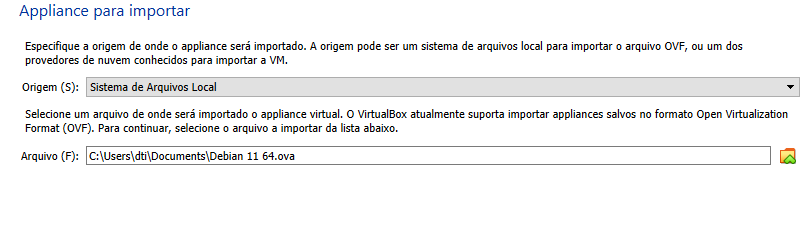 Appliance para importar
Especifique a origem de onde o appliance será importado. A origem pode ser um sistema de arquivos local para importar o arquivo OVF, ou um dos
provedores de nuvem conhecidos para importar a VM.
Origem (S): Sistema de Arquivos Local
Selecione um arquivo de onde será importado o appliance virtual. O VirtualBox atualmente suporta importar appliances salvos no formato Open Virtualization
Format (OVF). Para continuar, selecione o arquivo a importar da lista abaixo.
Arquivo (F): C:\Users\dti\Documents\Debian 11 64.ova